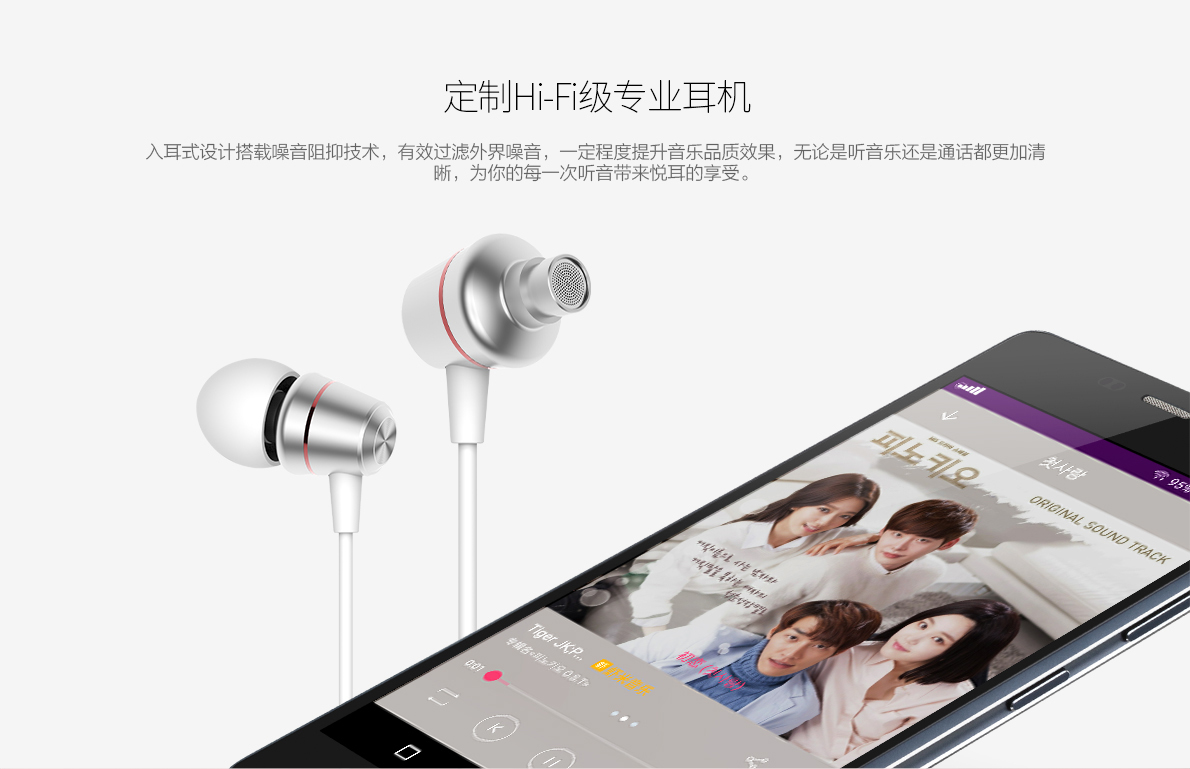 定制Hi-Fi级专业耳机
入耳式设计搭载噪音阻抑技术，有效过滤外界噪音，一定程度提升音乐品质效果，无论是听音乐还是通话都更加清
晰，为你的每一次听音带来悦耳的享受。
95%
첫사랑
피노키오
ORIGINAL SOUND TRACK
Tiger JK,P...
0:01